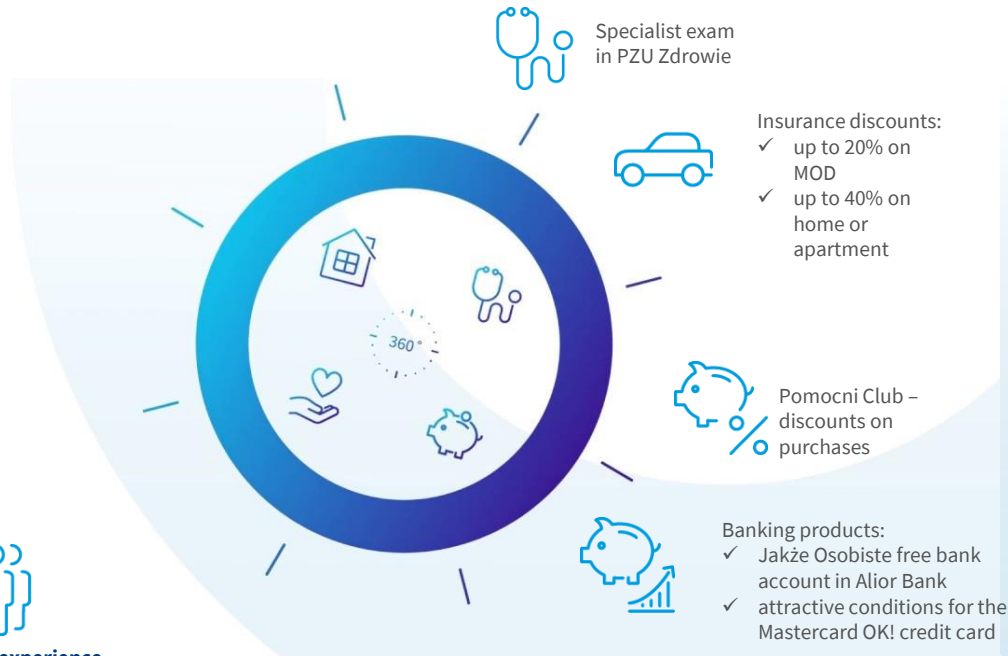 Specialist exam
in PZU Zdrowie
Insurance discounts:
✓ up to 20% on
MOD
✓ up to 40% on
home or
apartment
360°
Pomocni Club –
discounts on
purchases
Banking products:
✓ Jakże Osobiste free bank
account in Alior Bank
✓ attractive conditions for the
Mastercard OK! credit card
experience